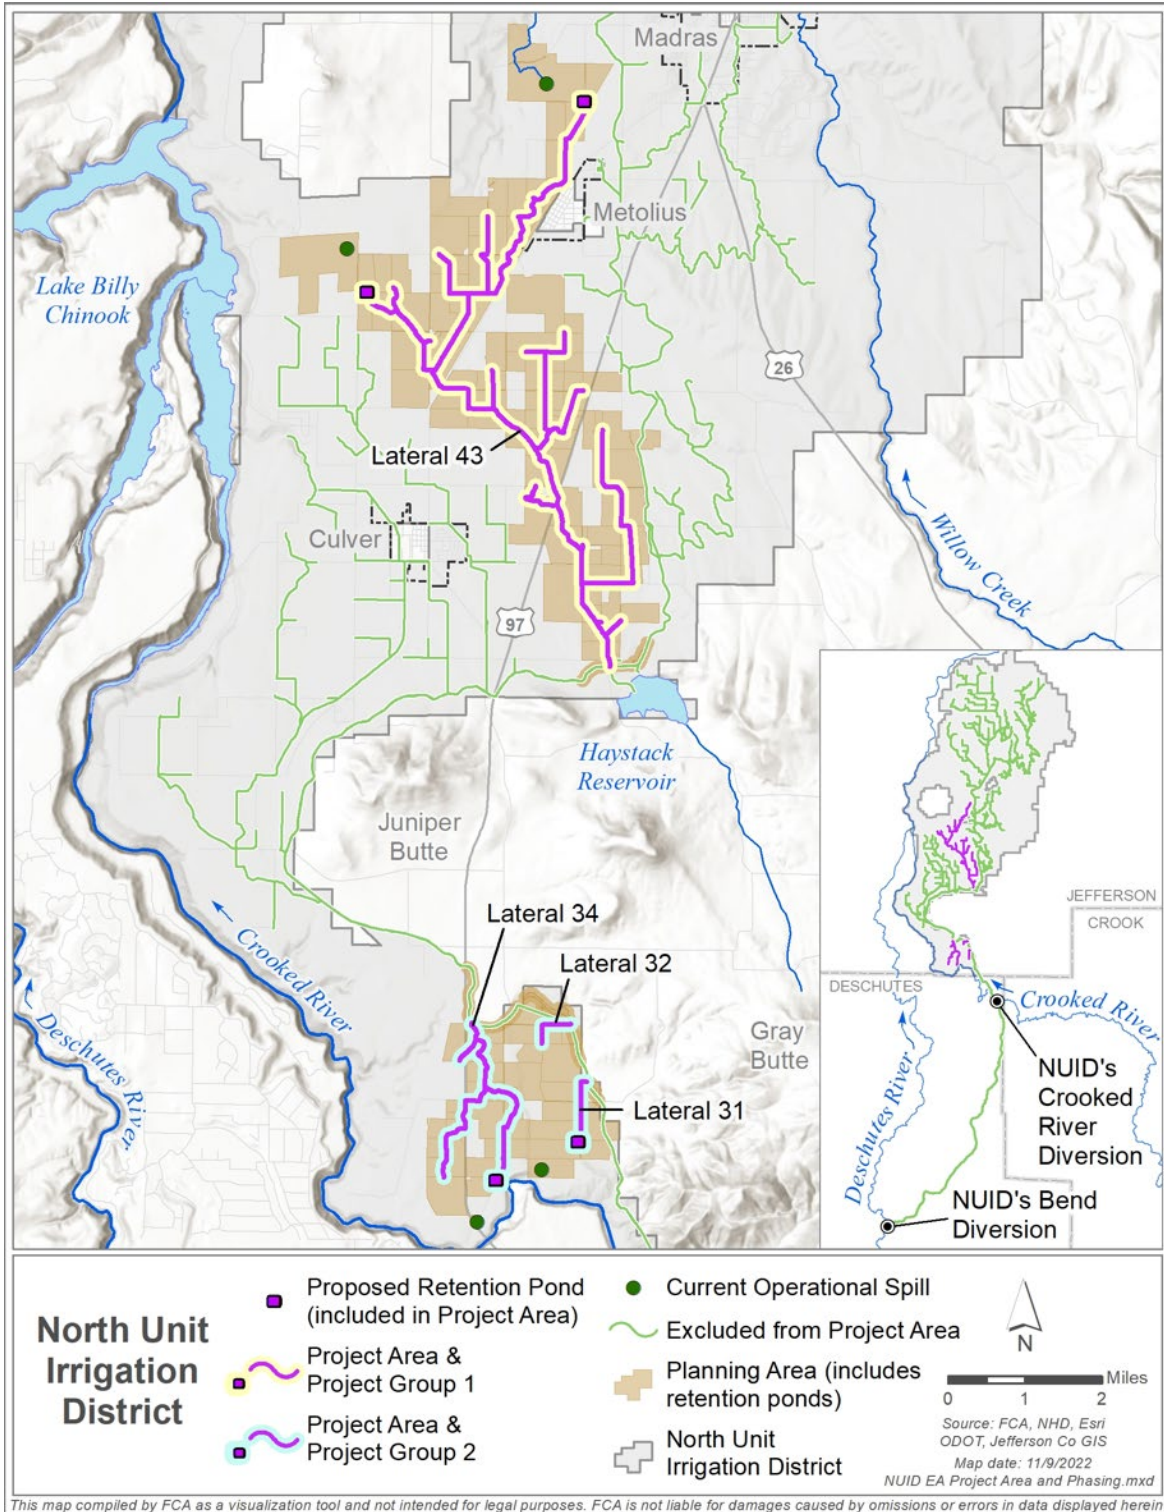 Madras
Metolius
Lake Billy
Chinook
26
Lateral 43
Culver
Willow Creek
97
Haystack
Reservoir
Juniper
Butte
Lateral 34
Lateral 32
Crooked River
Deschutes River
Gray
Butte
Lateral 31
JEFFERSON
CROOK
DESCHUTES
Crooked River
Deschutes River
NUID's
Crooked
River
Diversion
NUID's Bend
Diversion
North Unit
Irrigation
District
Proposed Retention Pond
(included in Project Area)
Project Area &
Project Group 1
Project Area &
Project Group 2
Current Operational Spill
Excluded from Project Area
Planning Area (includes
retention ponds)
North Unit
Irrigation District
N
Miles
0 1 2
Source: FCA, NHD, Esri
ODOT, Jefferson Co GIS
Map date: 11/9/2022
NUID EA Project Area and Phasing.mxd
This map compiled by FCA as a visualization tool and not intended for legal purposes. FCA is not liable for damages caused by omissions or errors in data displayed herein